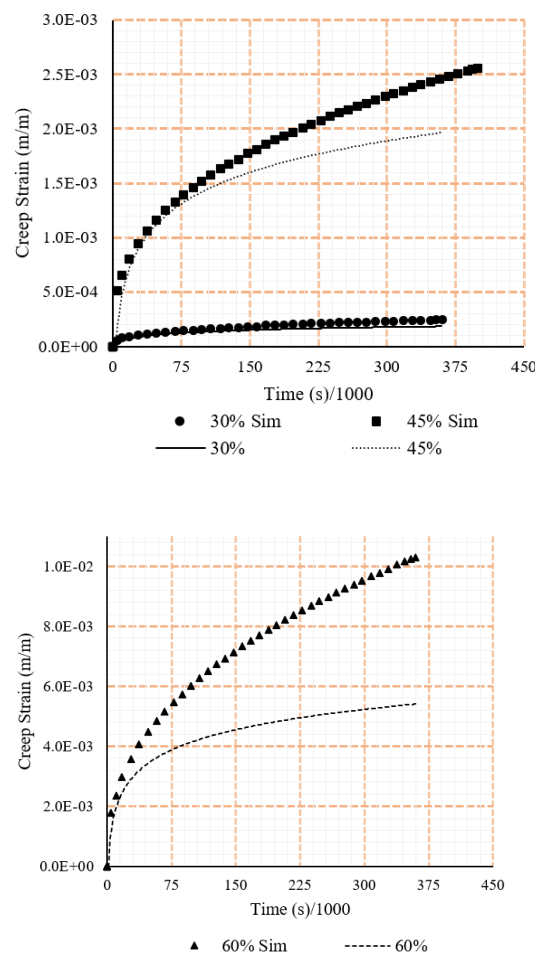 3.0E-03
2.5E-03
2.0E-03
1.5E-03
1.0E-03
5.0E-04
0.0E+00
Creep Strain (m/m)
0 75 150 225 300 375 450
Time (s)/1000
30% Sim 45% Sim
30% 45%
1.0E-02
8.0E-03
6.0E-03
4.0E-03
2.0E-03
0.0E+00
Creep Strain (m/m)
0 75 150 225 300 375 450
Time (s)/1000
60% Sim 60%